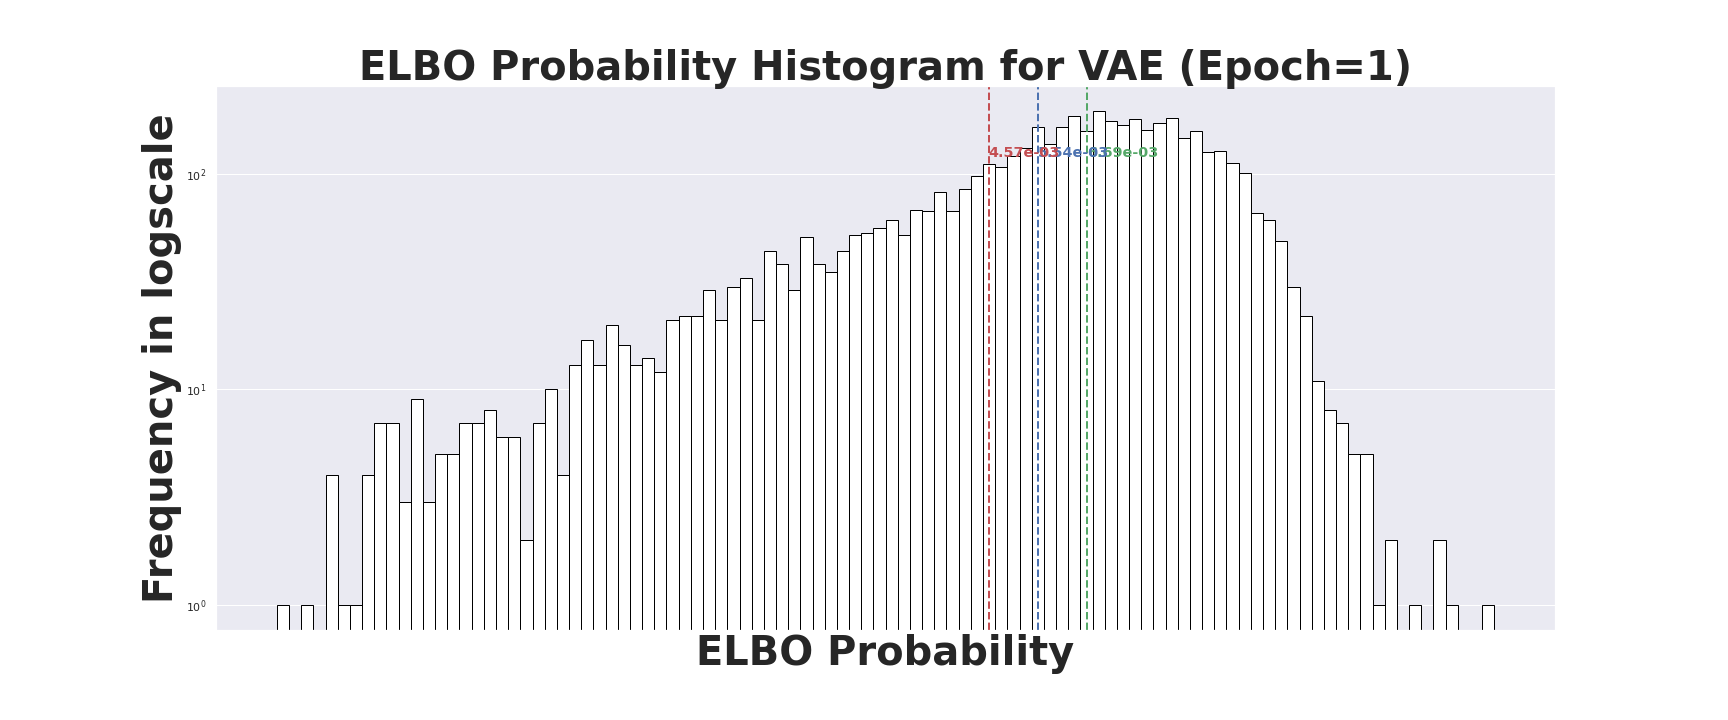 ELBO Probability Histogram for VAE (Epoch=1)
Frequency in logscale
10²
10¹
10⁰
4.57e-03
ELBO Probability